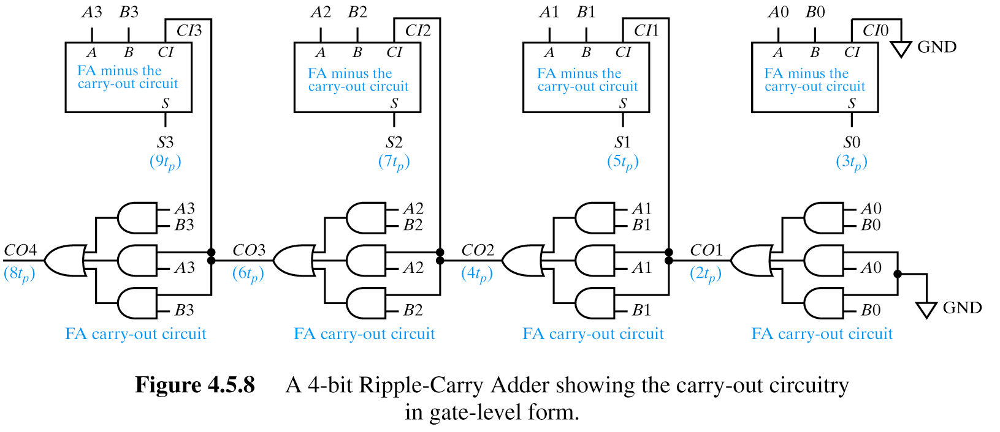 A3 B3 A2 B2 A1 B1 A0 B0
CI3 CI2 CI1 CI0
GND
A B CI A B CI A B CI A B CI
FA minus the FA minus the FA minus the FA minus the
carry-out circuit carry-out circuit carry-out circuit carry-out circuit
S S S S
S3 S2 S1 S0
(9tp) (7tp) (5tp) (3tp)
A3 A2 A1 A0
B3 B2 B1 B0
CO4 CO3 CO2 CO1
A3 A2 A1 A0
(8tp) (6tp) (4tp) (2tp)
B3 B2 B1 B0
GND
FA carry-out circuit FA carry-out circuit FA carry-out circuit FA carry-out circuit
Figure 4.5.8 A 4-bit Ripple-Carry Adder showing the carry-out circuitry
in gate-level form.